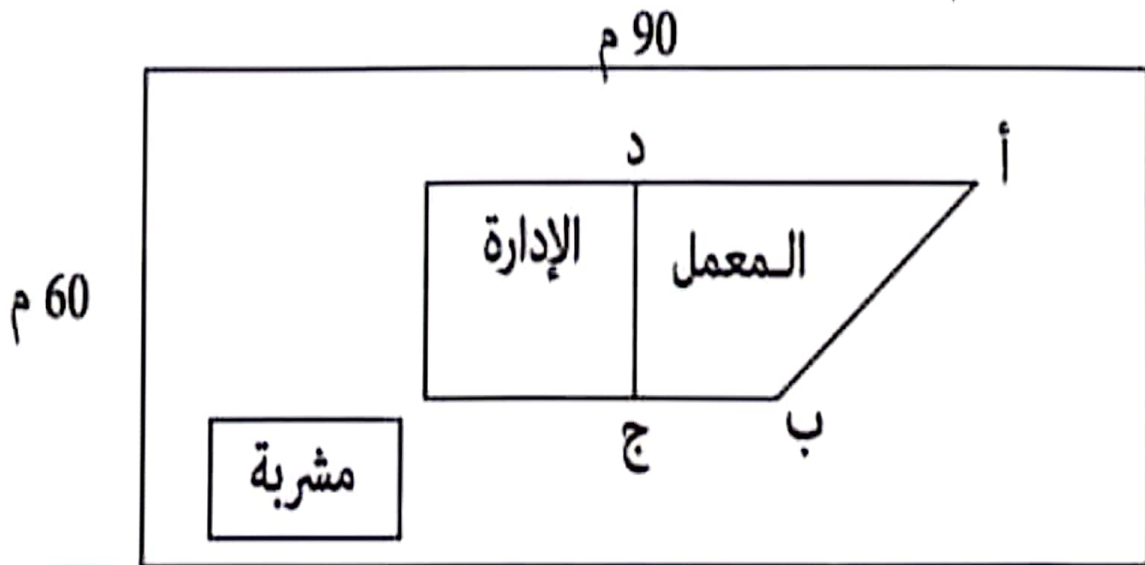 90 م
د أ
الإدارة المعمل
60 م
ج ب
مشربة